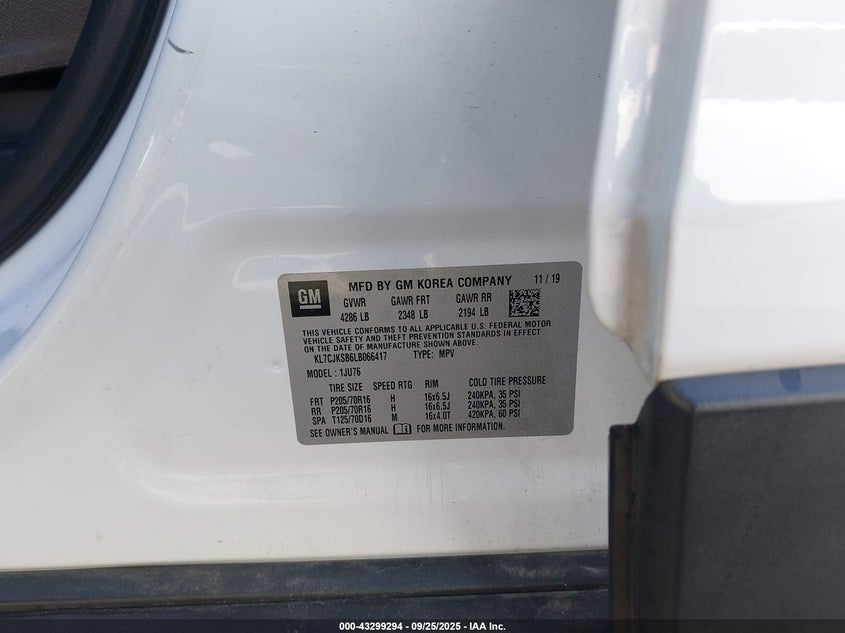 GM
MFD BY GM KOREA COMPANY 11 / 19
GVWR GAWR FRT GAWR RR
4286 LB 2348 LB 2194 LB
THIS VEHICLE CONFORMS TO ALL APPLICABLE U.S. FEDERAL MOTOR
VEHICLE SAFETY AND THEFT PREVENTION STANDARDS IN EFFECT
ON THE DATE OF MANUFACTURE SHOWN ABOVE.
KL7CJKSB6LB066417 TYPE: MPV
MODEL : 1JU76
TIRE SIZE SPEED RTG RIM COLD TIRE PRESSURE
FRT P205/70R16 H 16x6.5J 240KPA, 35 PSI
RR P205/70R16 H 16x6.5J 240KPA, 35 PSI
SPA T125/70D16 M 16x4.0T 420KPA, 60 PSI
SEE OWNER'S MANUAL FOR MORE INFORMATION.
000-43299294 - 09/25/2025 - IAA Inc.